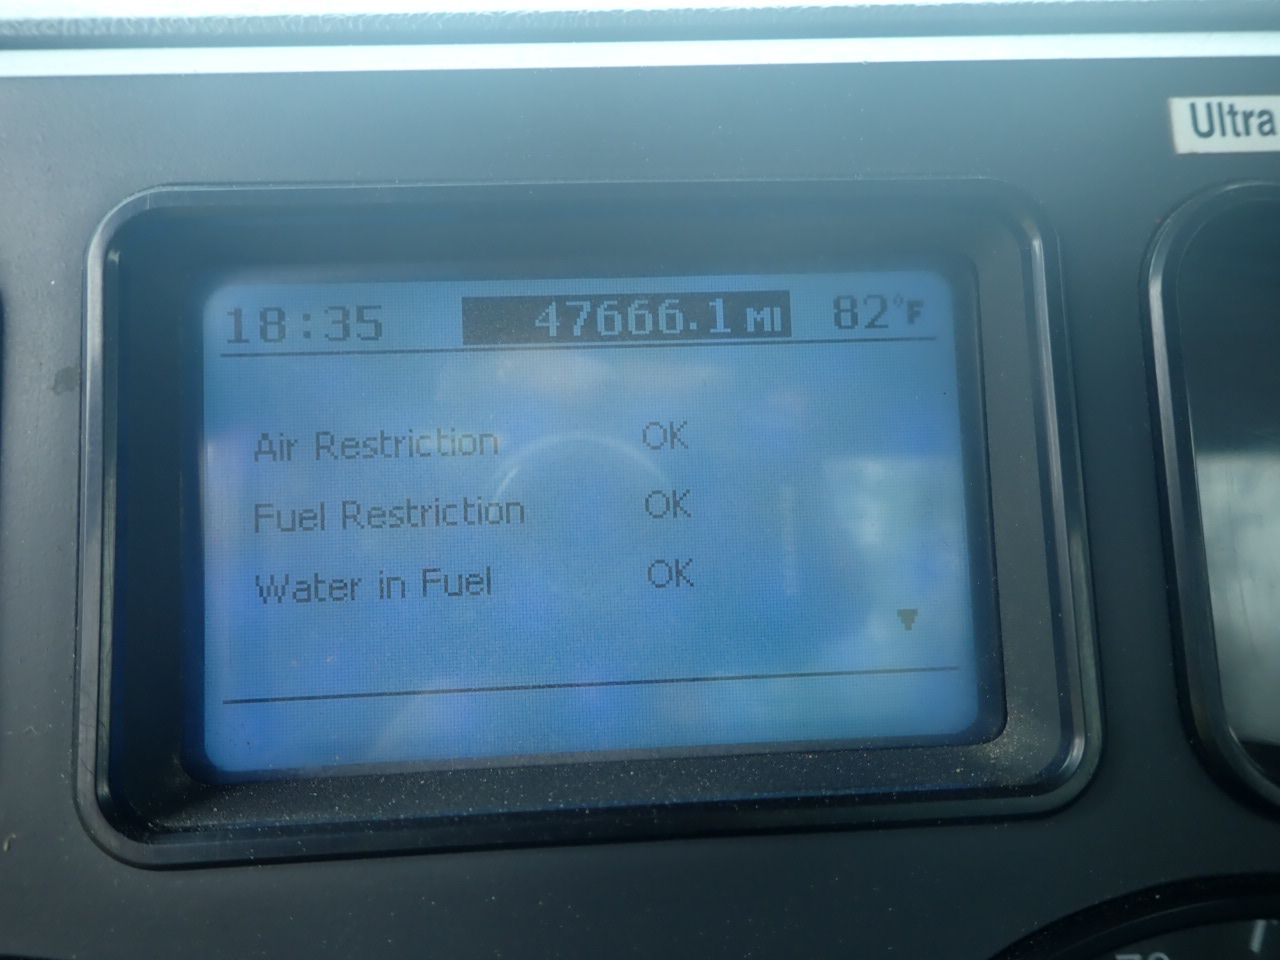 Ultra
18:35 47666.1 MI 82°F
Air Restriction OK
Fuel Restriction OK
Water in Fuel OK